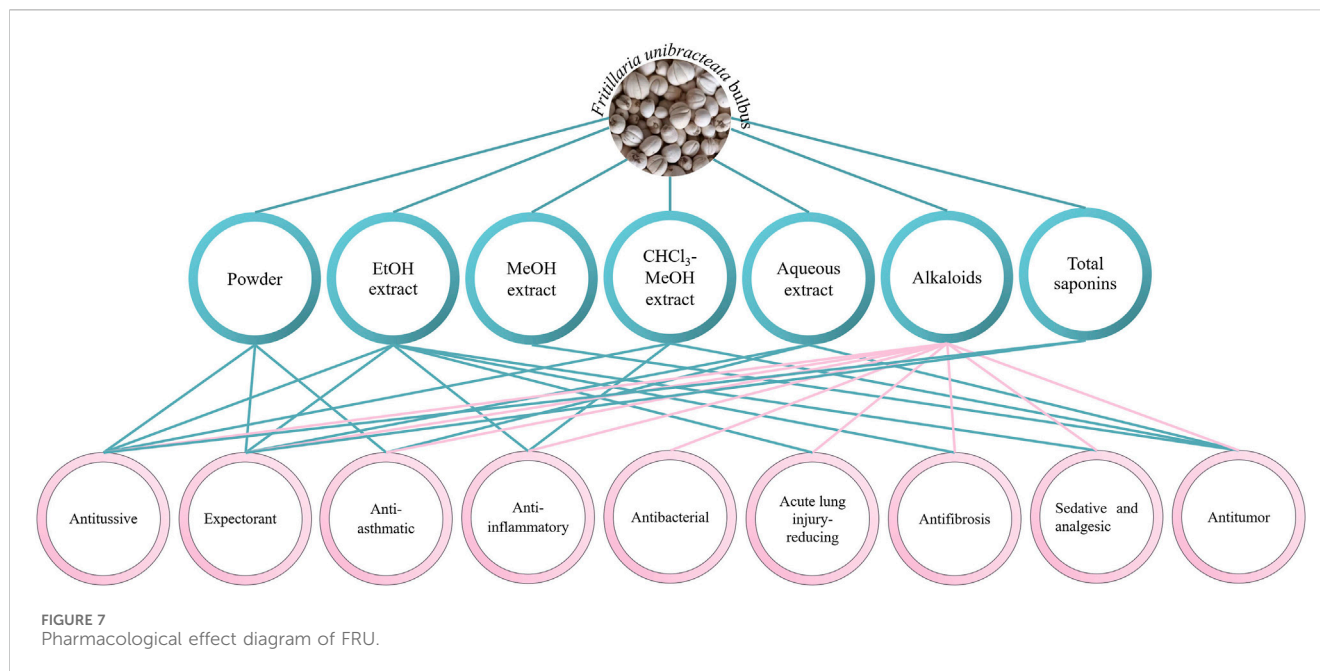 Fritillaria unibracteata bulbus
Powder
EtOH
extract
MeOH
extract
CHCl₃-
MeOH
extract
Aqueous
extract
Alkaloids
Total
saponins
Antitussive
Expectorant
Anti-
asthmatic
Anti-
inflammatory
Antibacterial
Acute lung
injury-
reducing
Antifibrosis
Sedative and
analgesic
Antitumor
FIGURE 7
Pharmacological effect diagram of FRU.